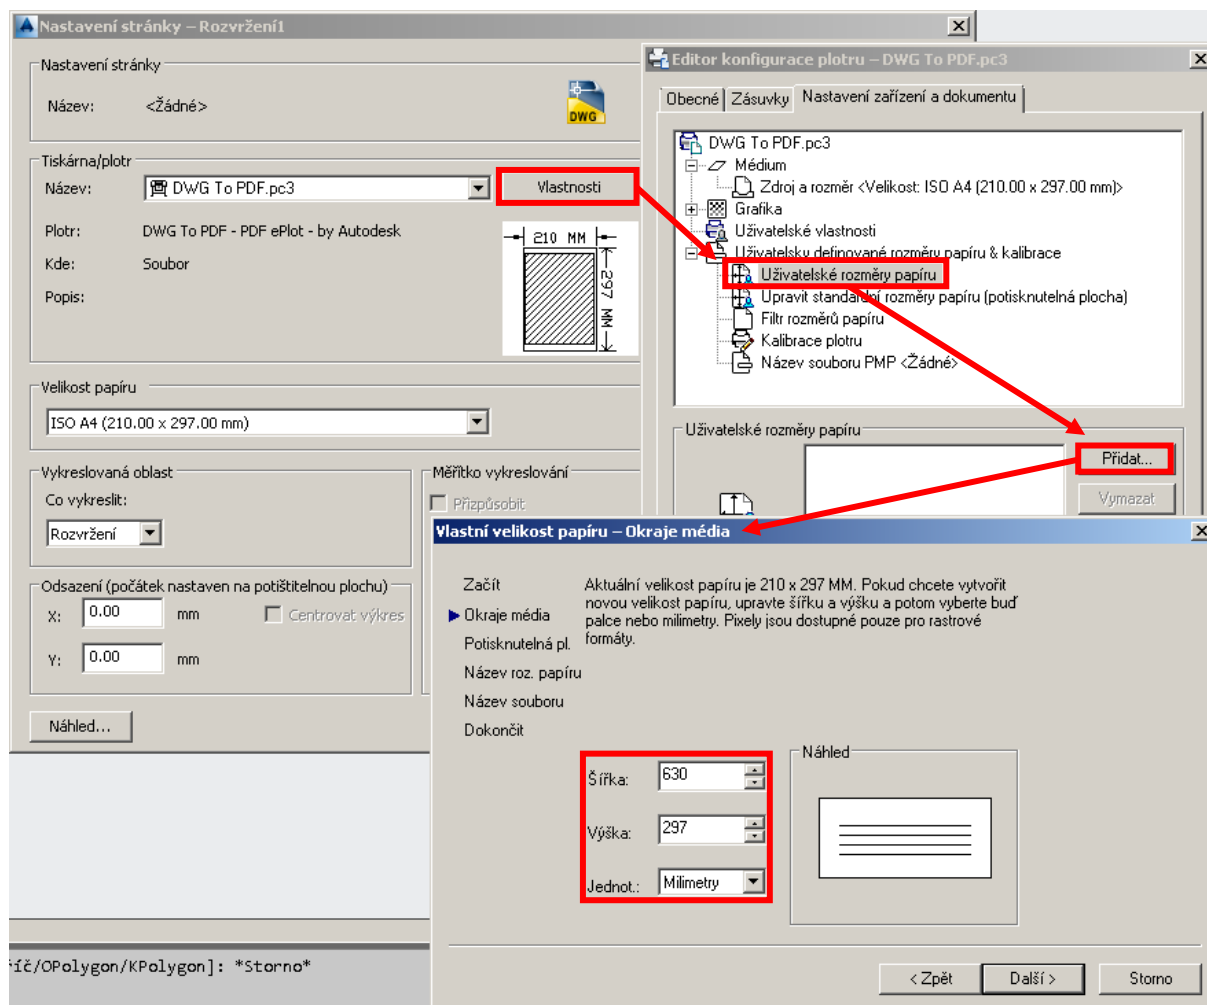 Nastavení stránky – Rozvržení1
Nastavení stránky
Název: <Žádné>
DWG
Tiskárna/plotr
Název: DWG To PDF.pc3 Vlastnosti
Plotr: DWG To PDF - PDF ePlot - by Autodesk
Kde: Soubor
Popis:
210 MM
297 MM
Velikost papíru
ISO A4 (210.00 x 297.00 mm)
Vykreslovaná oblast
Co vykreslit:
Rozvržení
Měřítko vykreslování
Přizpůsobit
Odsazení (počátek nastaven na potištitelnou plochu)
X: 0.00 mm Centrovat výkres
Y: 0.00 mm
Náhled...
Editor konfigurace plotru – DWG To PDF.pc3
Obecné Zásuvky Nastavení zařízení a dokumentu
DWG To PDF.pc3
Médium
Zdroj a rozměr <Velikost: ISO A4 (210.00 x 297.00 mm)>
Grafika
Uživatelské vlastnosti
Uživatelsky definované rozměry papíru & kalibrace
Uživatelské rozměry papíru
Upravit standardní rozměry papíru (potisknutelná plocha)
Filtr rozměrů papíru
Kalibrace plotru
Název souboru PMP <Žádné>
Uživatelské rozměry papíru
Přidat...
Vymazat
Vlastní velikost papíru – Okraje média
Začít
Okraje média
Potisknutelná pl.
Název roz. papíru
Název souboru
Dokončit
Aktuální velikost papíru je 210 x 297 MM. Pokud chcete vytvořit
novou velikost papíru, upravte šířku a výšku a potom vyberte buď
palce nebo milimetry. Pixely jsou dostupné pouze pro rastrové
formáty.
Šířka: 630
Výška: 297
Jednot.: Milimetry
Náhled
< Zpět Další > Storno
íč/OPolygon/KPolygon]: *Storno*